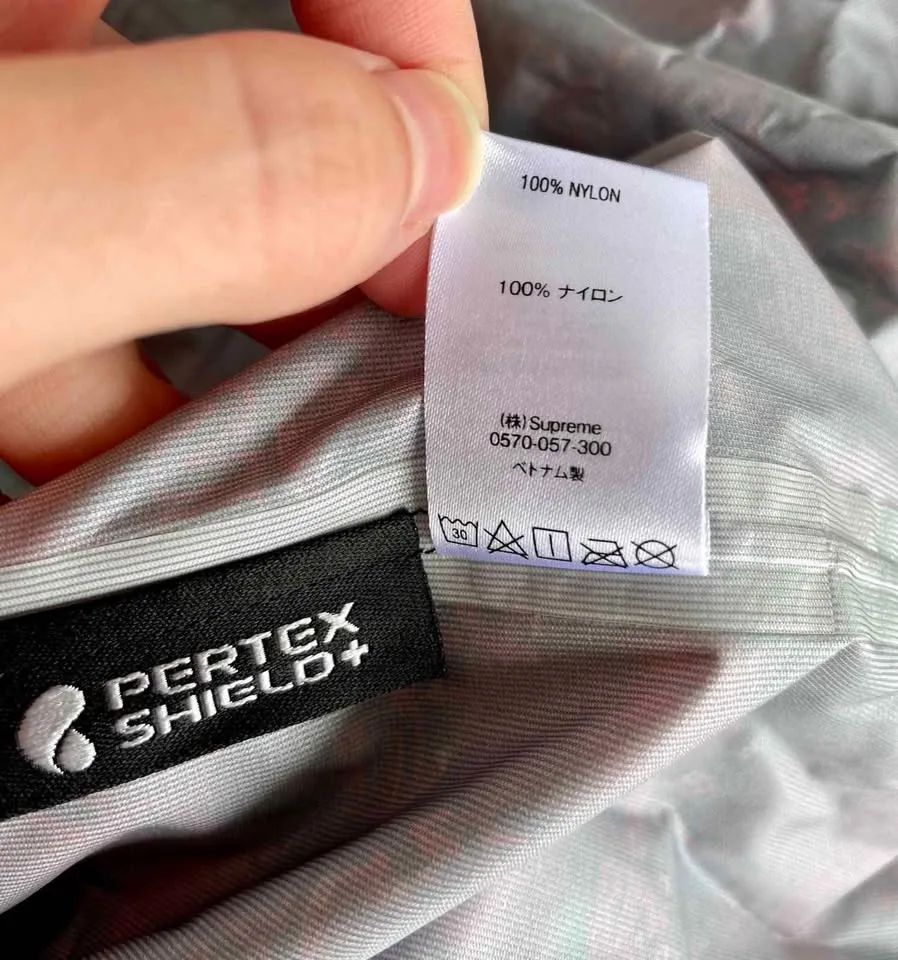 100% NYLON
100% ナイロン
(株)Supreme
0570-057-300
ベトナム製
30
PERTEX
SHIELD+